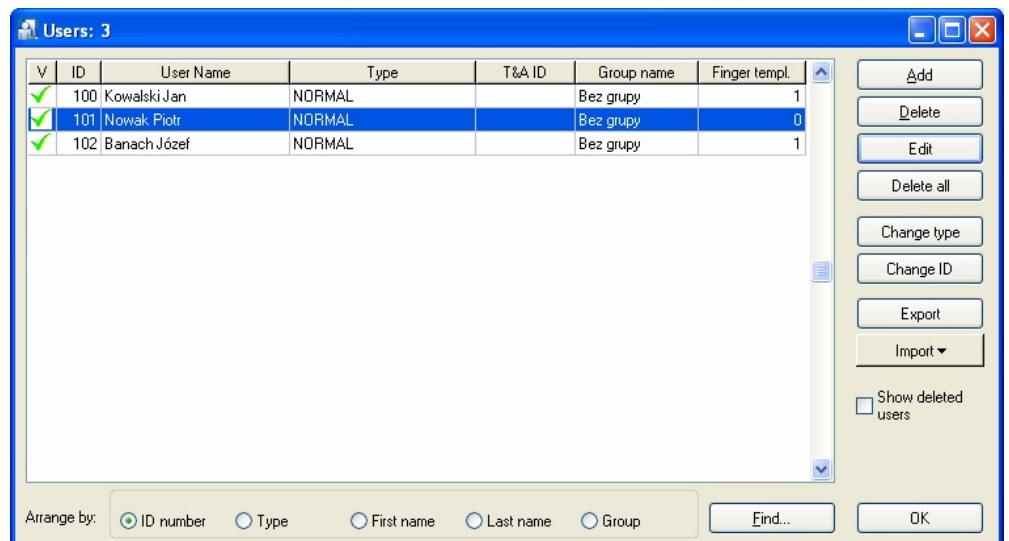 Users: 3
V ID User Name Type T&A ID Group name Finger templ.
100 Kowalski Jan NORMAL Bez grupy 1
101 Nowak Piotr NORMAL Bez grupy 0
102 Banach Józef NORMAL Bez grupy 1
Add
Delete
Edit
Delete all
Change type
Change ID
Export
Import
Show deleted
users
Arrange by: ID number Type First name Last name Group Find... OK